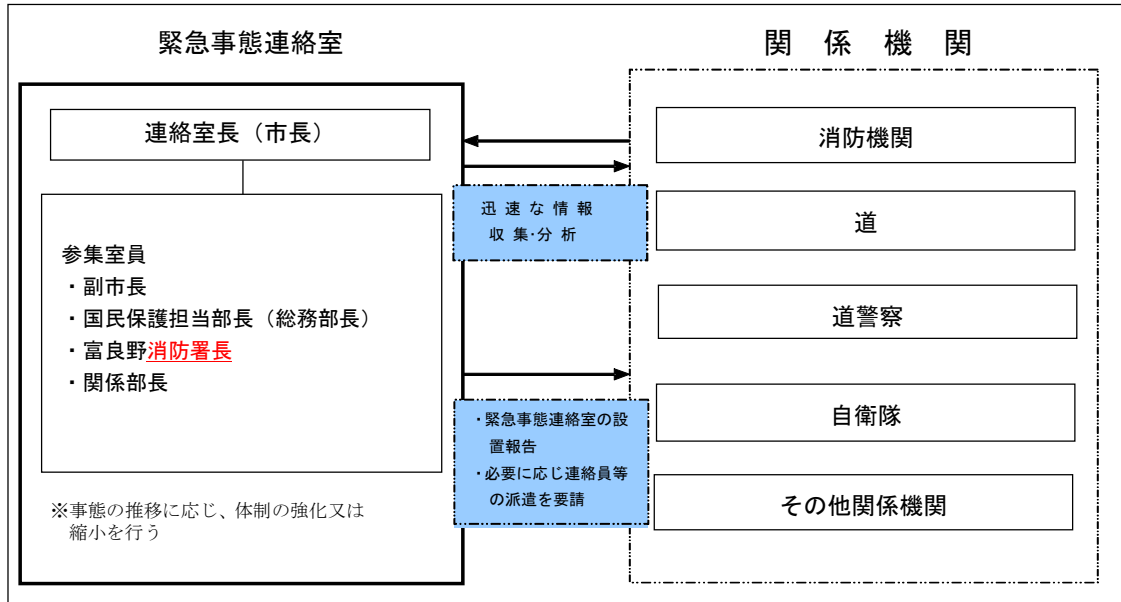 緊急事態連絡室
関 係 機 関
連絡室長（市長）
参集室員
・副市長
・国民保護担当部長（総務部長）
・富良野消防署長
・関係部長
※事態の推移に応じ、体制の強化又は
縮小を行う
迅 速 な 情 報
収 集･分 析
・緊急事態連絡室の設
置報告
・必要に応じ連絡員等
の派遣を要請
消防機関
道
道警察
自衛隊
その他関係機関